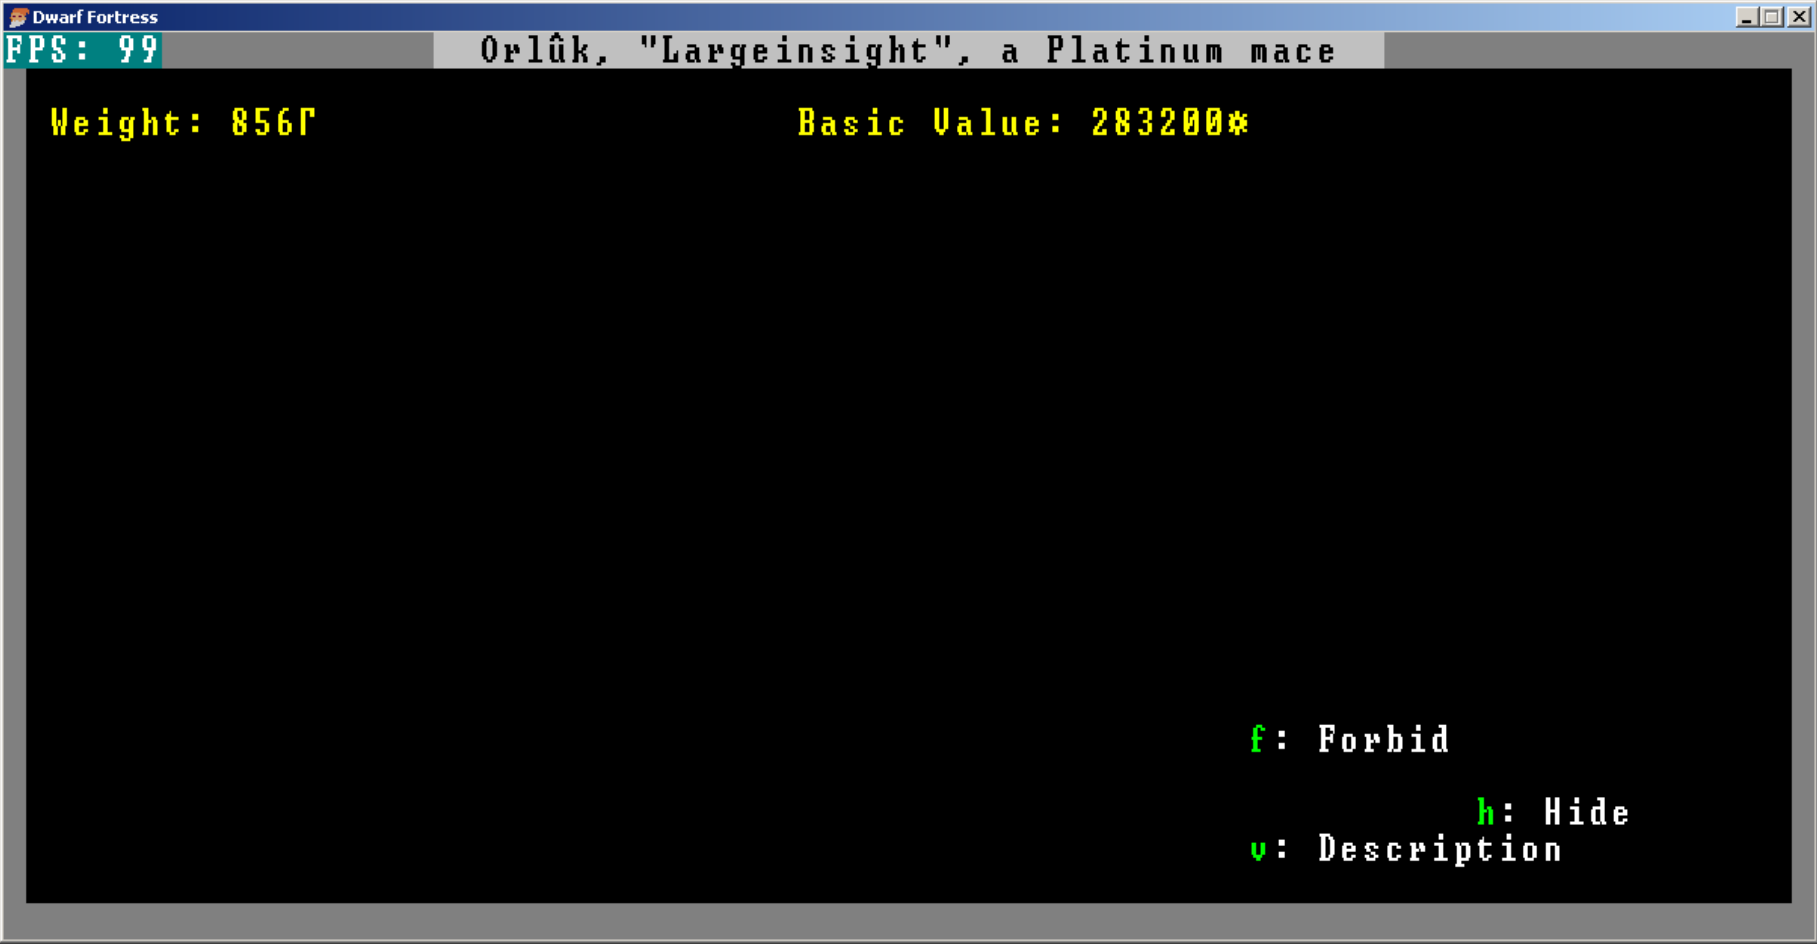 Dwarf Fortress
FPS: 99 Orlûk, "Largeinsight", a Platinum mace
Weight: 856Γ Basic Value: 283200☼
f: Forbid
h: Hide
v: Description